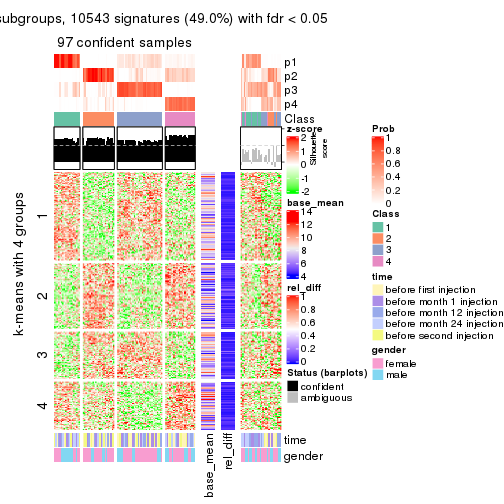 subgroups, 10543 signatures (49.0%) with fdr < 0.05
97 confident samples
p1
p2
p3
p4
Class
k-means with 4 groups
1
2
3
4
Silhouette
score
z-score
2
1
0
-1
-2
base_mean
14
12
10
8
6
4
rel_diff
1
0.8
0.6
0.4
0.2
0
Status (barplots)
confident
ambiguous
Prob
1
0.8
0.6
0.4
0.2
0
Class
1
2
3
4
time
before first injection
before month 1 injection
before month 12 injection
before month 24 injection
before second injection
gender
female
male
time
gender
base_mean
rel_diff